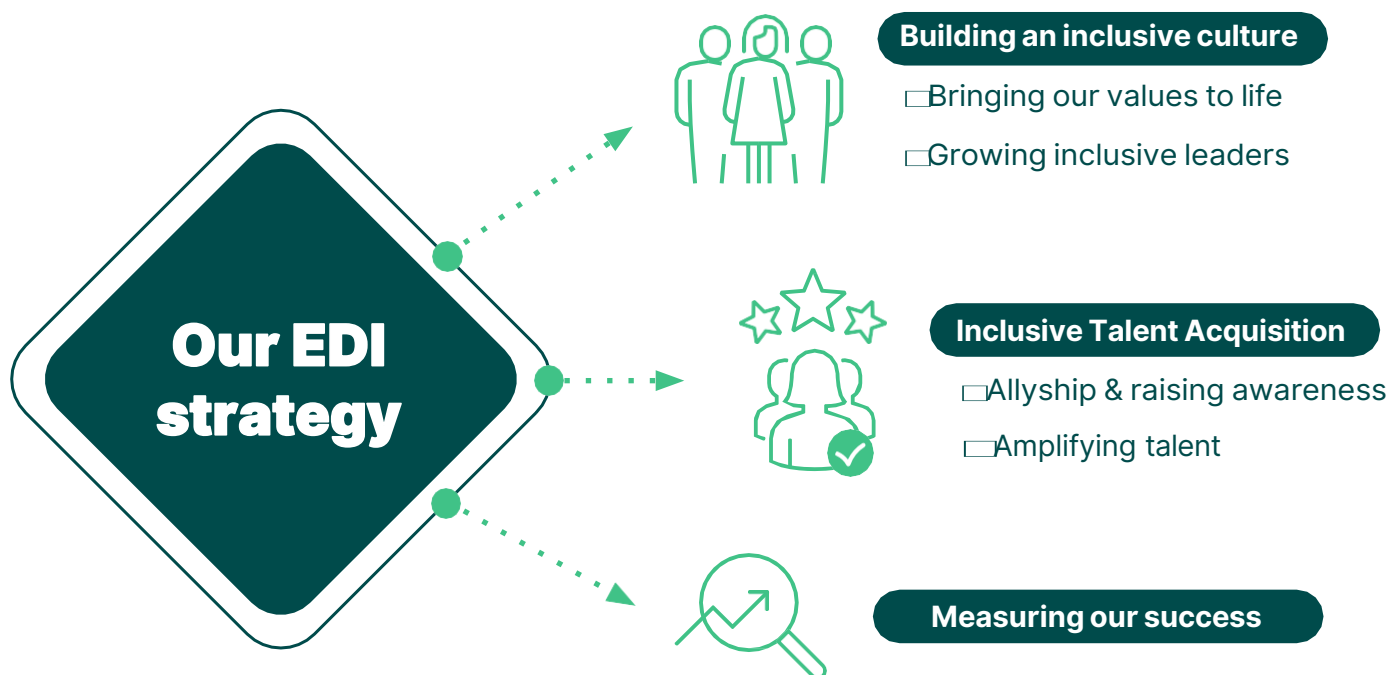 Our EDI
strategy
Building an inclusive culture
Bringing our values to life
Growing inclusive leaders
Inclusive Talent Acquisition
Allyship & raising awareness
Amplifying talent
Measuring our success